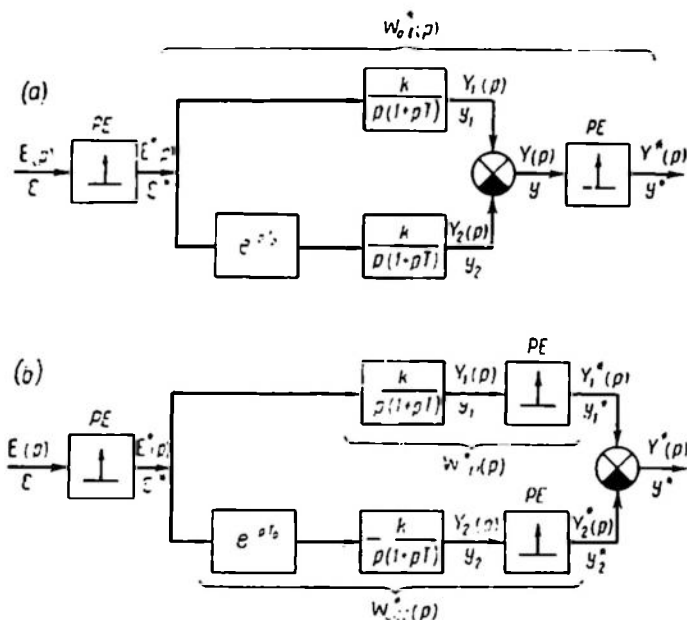 (a)
PE
E(p)
ε
E*(p)
ε*
k
p(1+pT)
Y₁(p)
y₁
Y(p)
y
PE
Y*(p)
y*
k
p(1+pT)
Y₂(p)
y₂
(b)
PE
E(p)
ε
E*(p)
ε*
k
p(1+pT)
Y₁(p)
y₁
PE
Y₁*(p)
y₁*
Y*(p)
y*
k
p(1+pT)
Y₂(p)
y₂
PE
Y₂*(p)
y₂*